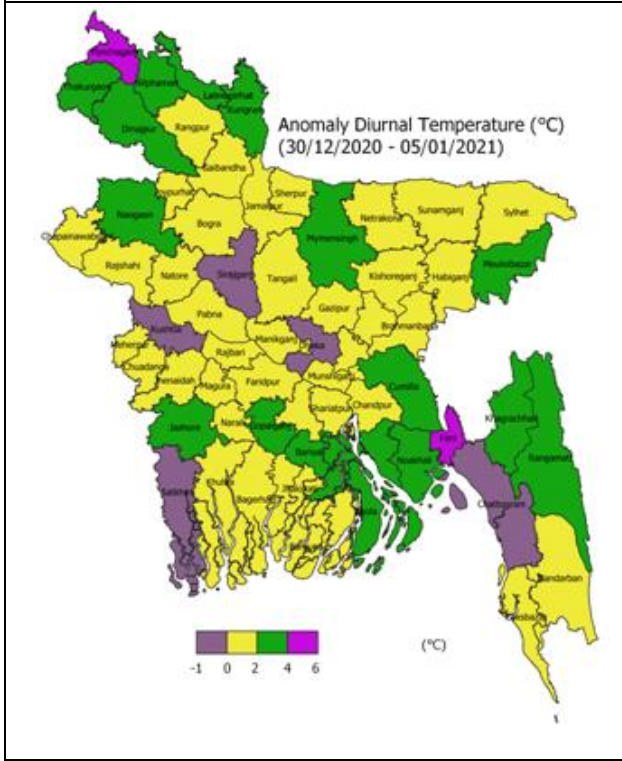 Panchagarh
Thakurgaon
Nilphamari
Lalmonirhat
Kurigram
Dinajpur
Rangpur
Anomaly Diurnal Temperature (°C)
(30/12/2020 - 05/01/2021)
Gaibandha
Joypurhat
Sherpur
Jamalpur
Naogaon
Bogra
Mymensingh
Netrakona
Sunamganj
Sylhet
Chapainawabganj
Rajshahi
Natore
Sirajganj
Tangail
Kishoreganj
Habiganj
Moulvibazar
Gazipur
Pabna
Kushtia
Manikganj
Dhaka
Brahmanbaria
Meherpur
Chuadanga
Rajbari
Jhenaidah
Magura
Faridpur
Munshiganj
Cumilla
Shariatpur
Chandpur
Khagrachhari
Jashore
Narail
Gopalganj
Feni
Rangamati
Barisal
Noakhali
Satkhira
Khulna
Bagerhat
Bhola
Chattogram
Bandarban
-1 0 2 4 6
(°C)